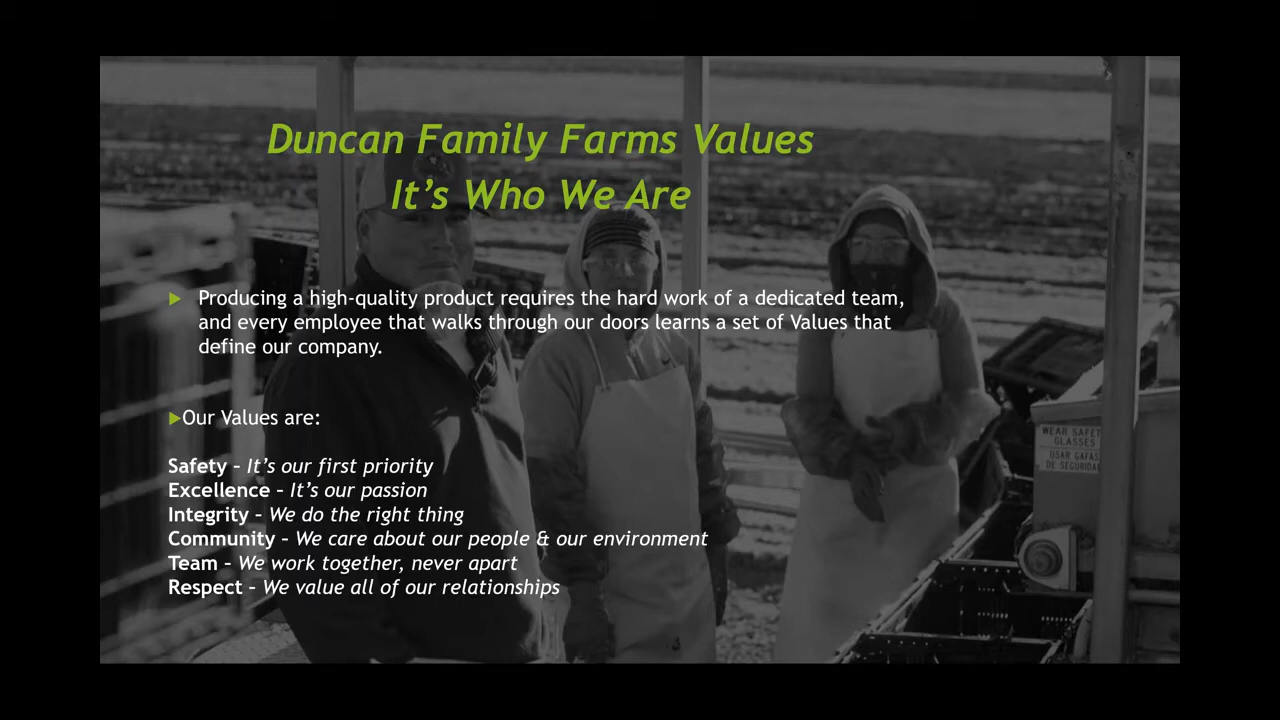 Duncan Family Farms Values
It's Who We Are
Producing a high-quality product requires the hard work of a dedicated team,
and every employee that walks through our doors learns a set of Values that
define our company.
Our Values are:
Safety – It's our first priority
Excellence – It's our passion
Integrity – We do the right thing
Community – We care about our people & our environment
Team – We work together, never apart
Respect – We value all of our relationships
WEAR SAFETY
GLASSES
USAR GAFAS
DE SEGURIDAD